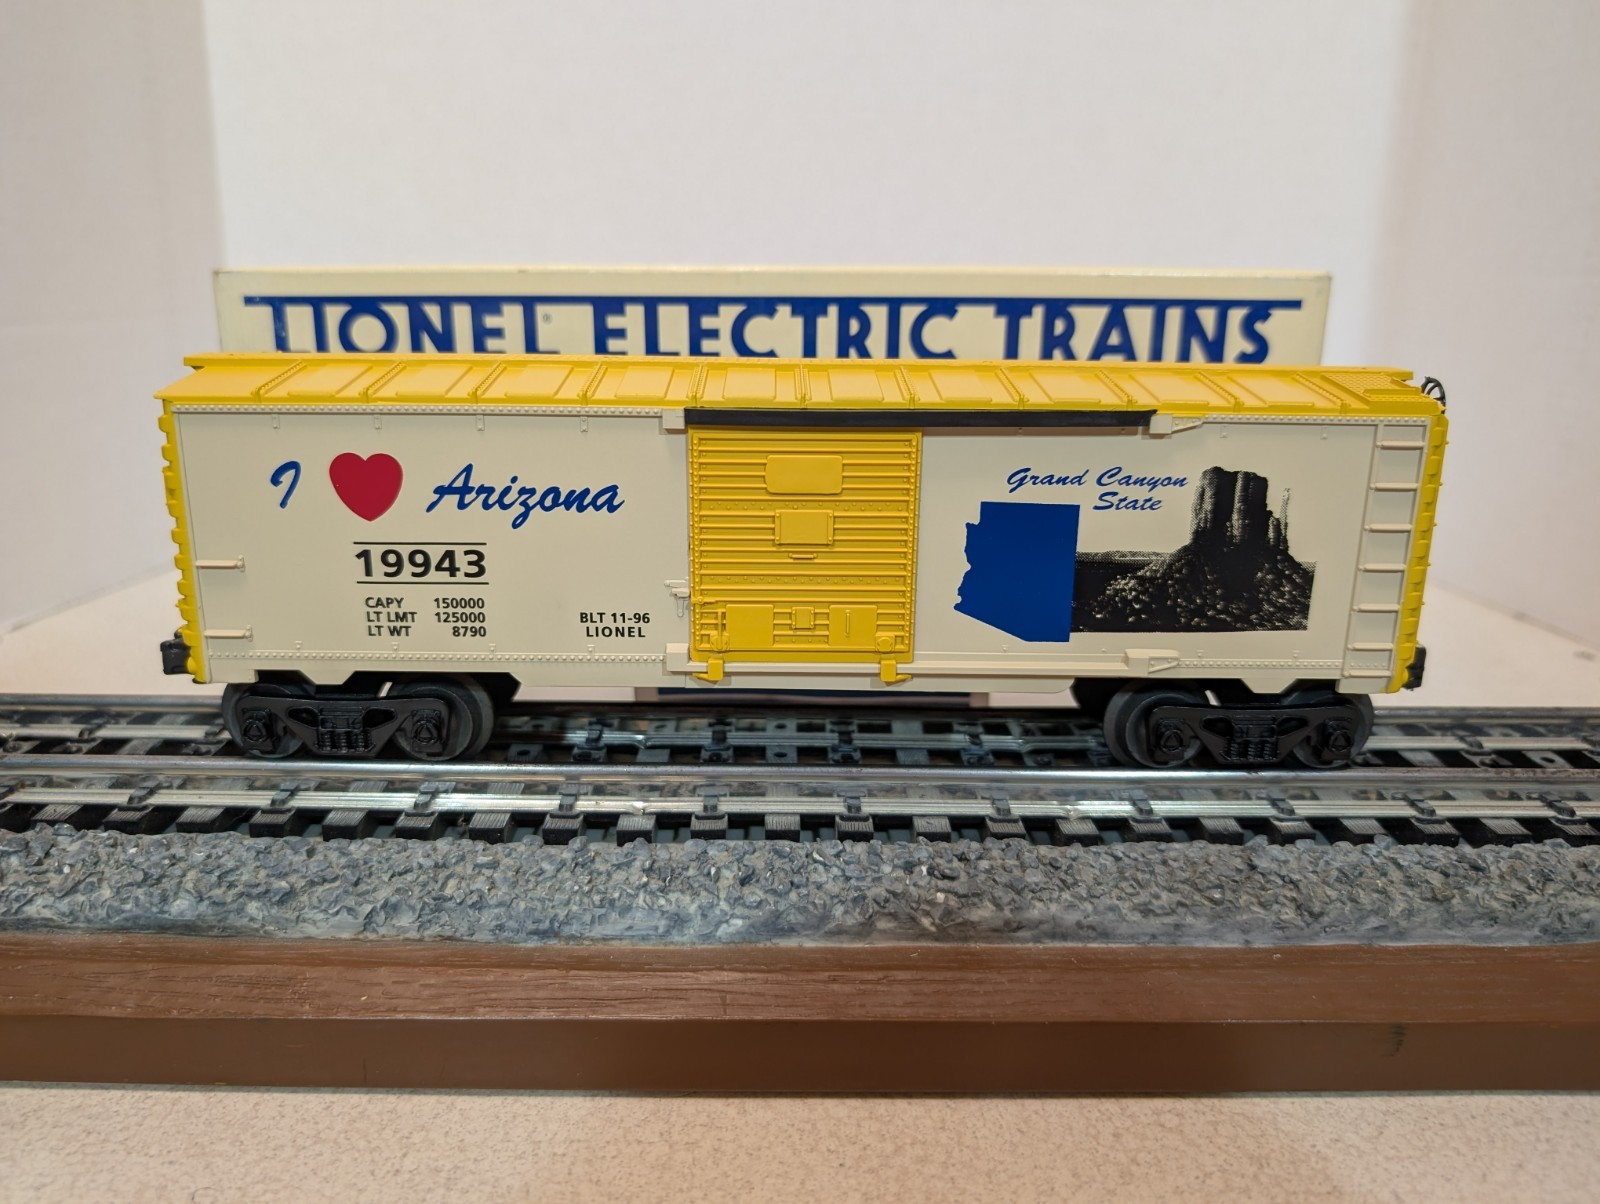 LIONEL® ELECTRIC TRAINS
I ❤ Arizona
19943
CAPY 150000
LT LMT 125000
LT WT 8790
BLT 11-96
LIONEL
Grand Canyon
State